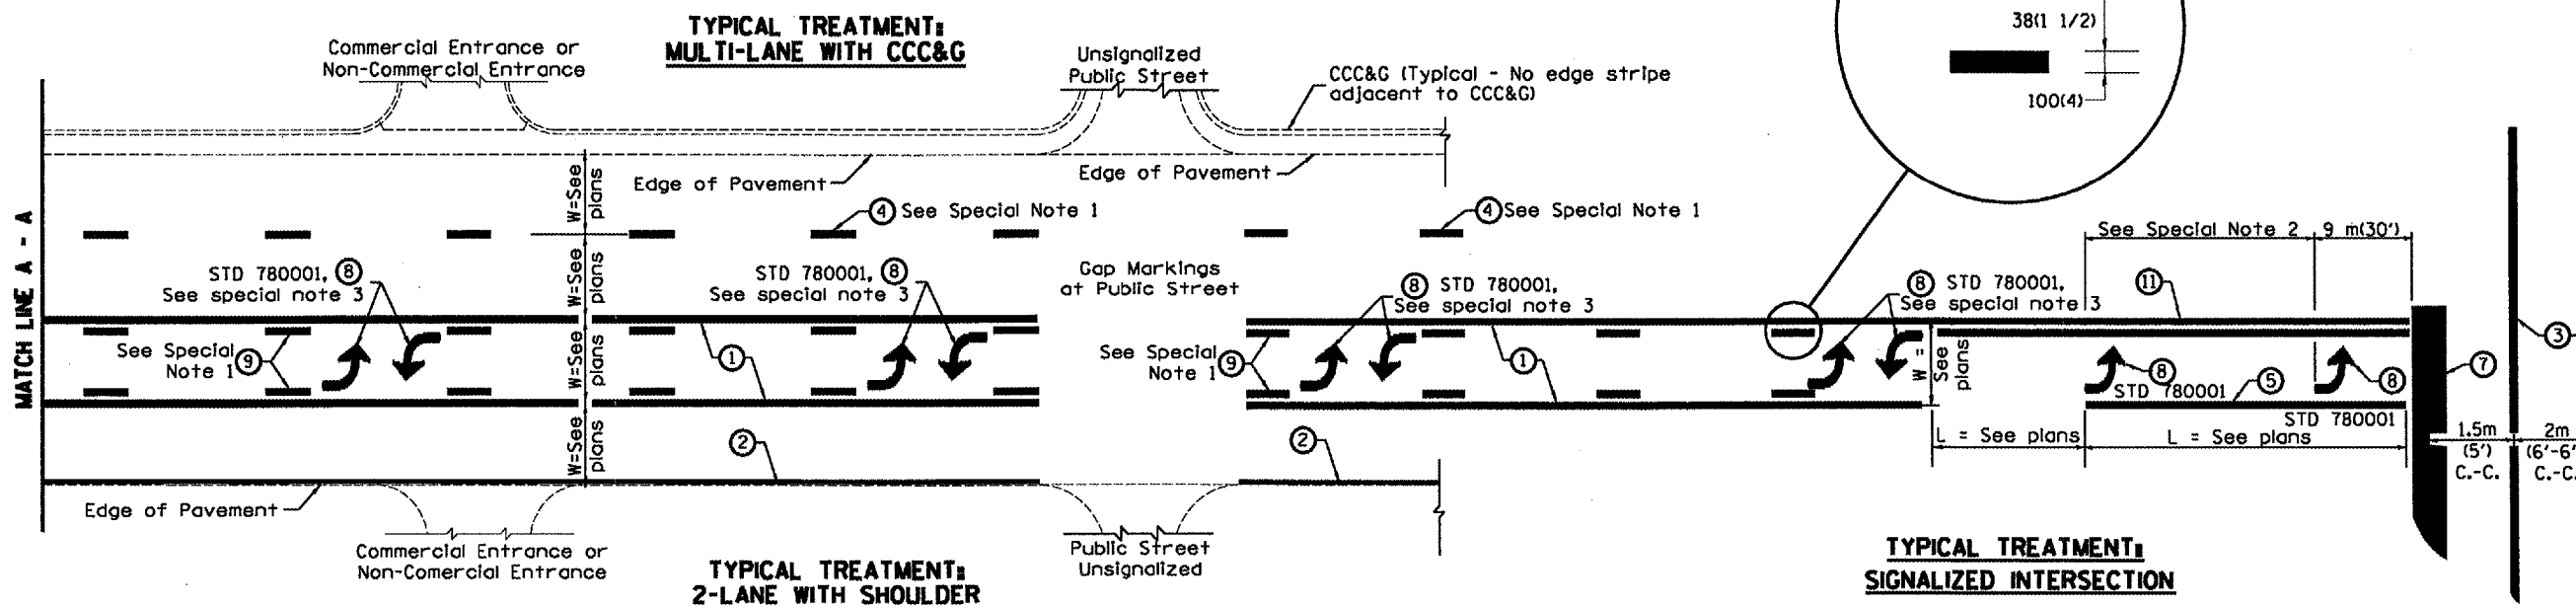 TYPICAL TREATMENT:
MULTI-LANE WITH CCC&G
Commercial Entrance or
Non-Commercial Entrance
Unsignalized
Public Street
CCC&G (Typical - No edge stripe
adjacent to CCC&G)
38(1 1/2)
100(4)
Edge of Pavement
Edge of Pavement
W=See
plans
4 See Special Note 1
4 See Special Note 1
MATCH LINE A - A
STD 780001, 8
See special note 3
W=See
plans
STD 780001, 8
See special note 3
Gap Markings
at Public Street
8 STD 780001,
See special note 3
8 STD 780001,
See special note 3
See Special Note 2
9 m(30')
11
3
See Special
Note 1
9
W=See
plans
1
See Special
Note 1
9
1
W =
See
plans
8
STD 780001
5
8
STD 780001
7
W=See
plans
2
2
L = See plans
L = See plans
1.5m
(5')
C.-C.
2m
(6'-6"
C.-C.
Edge of Pavement
Commercial Entrance or
Non-Comercial Entrance
Public Street
Unsignalized
TYPICAL TREATMENT:
2-LANE WITH SHOULDER
TYPICAL TREATMENT:
SIGNALIZED INTERSECTION